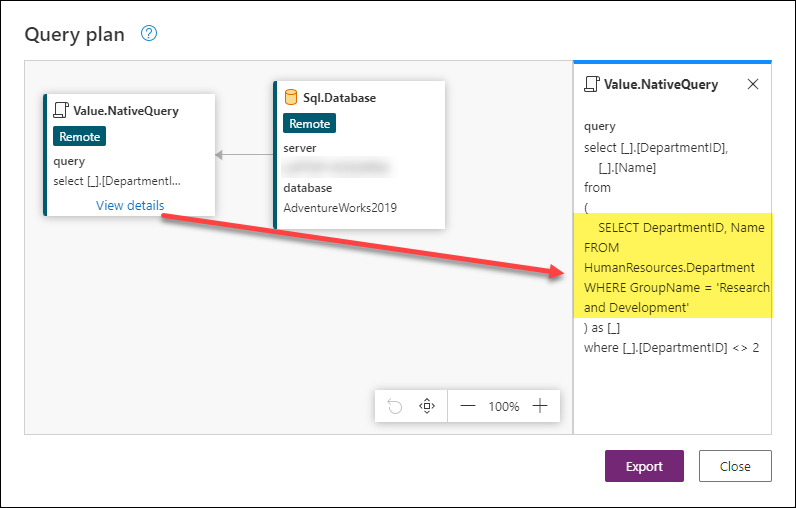 Query plan
?
Value.NativeQuery
Remote
query
select [_].[DepartmentI...
View details
Sql.Database
Remote
server
database
AdventureWorks2019
Value.NativeQuery
query
select [_].[DepartmentID],
[_].[Name]
from
(
SELECT DepartmentID, Name
FROM
HumanResources.Department
WHERE GroupName = 'Research
and Development'
) as [_]
where [_].[DepartmentID] <> 2
100%
Export
Close